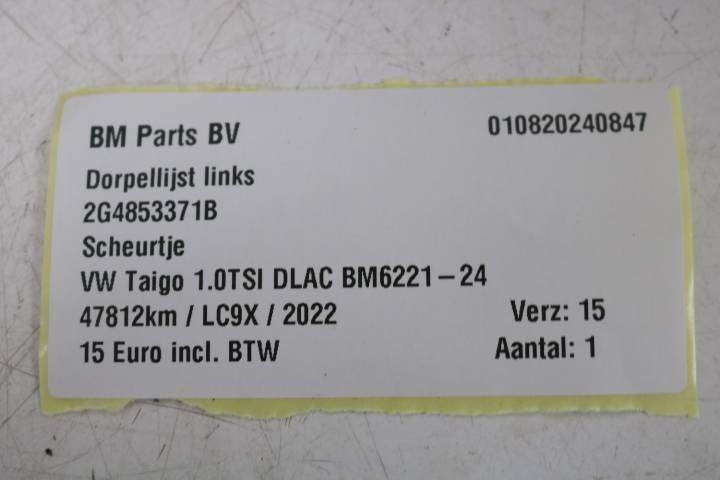 BM Parts BV 010820240847
Dorpellijst links
2G4853371B
Scheurtje
VW Taigo 1.0TSI DLAC BM6221-24
47812km / LC9X / 2022 Verz: 15
15 Euro incl. BTW Aantal: 1